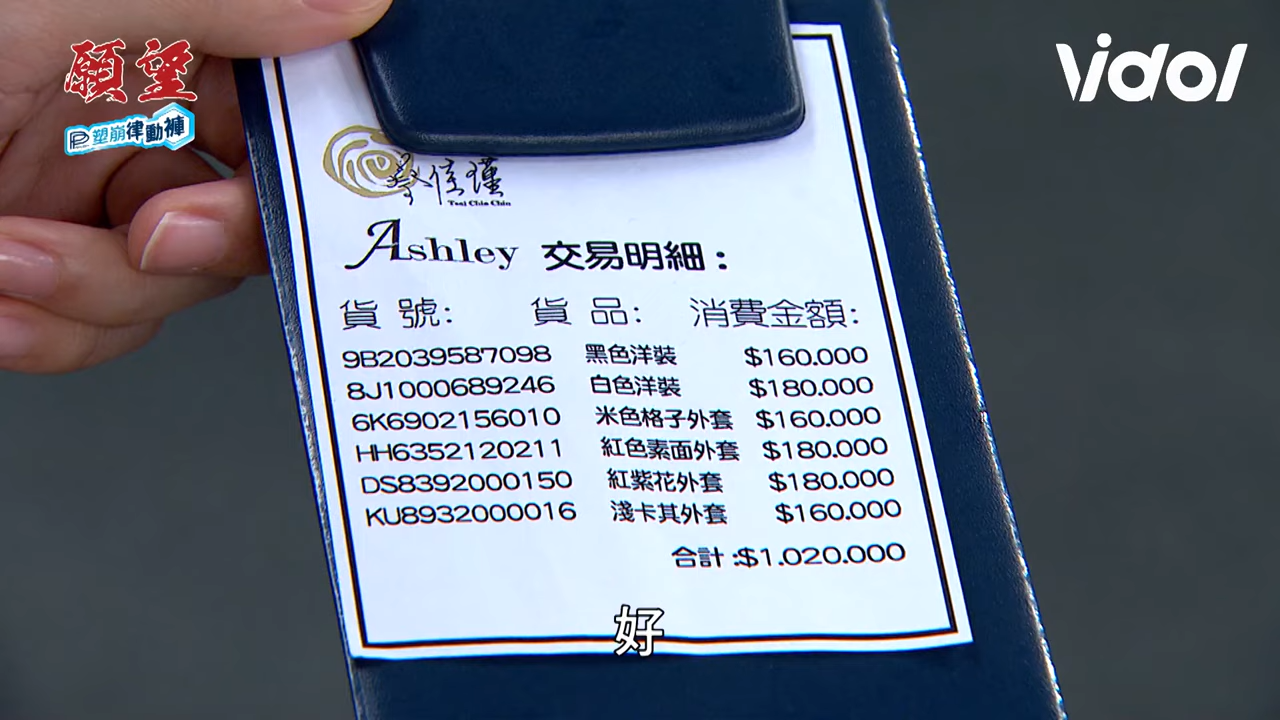 願望
塑崩律動褲
Vidol
蔡佳瑾
Tsai Chia Chin
Ashley 交易明細：
貨號: 貨品: 消費金額:
9B2039587098 黑色洋裝 $160.000
8J1000689246 白色洋裝 $180.000
6K6902156010 米色格子外套 $160.000
HH6352120211 紅色素面外套 $180.000
DS8392000150 紅紫花外套 $180.000
KU8932000016 淺卡其外套 $160.000
合計:$1.020.000
好